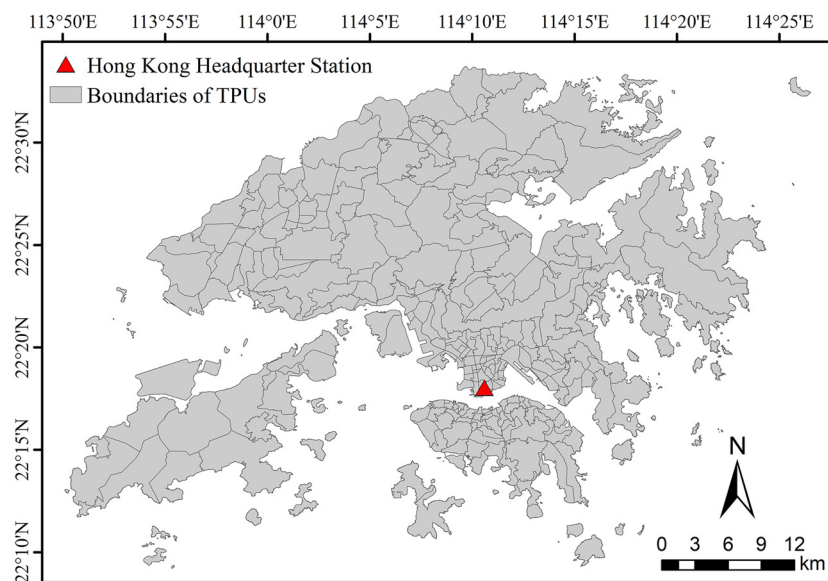 113°50'E 113°55'E 114°0'E 114°5'E 114°10'E 114°15'E 114°20'E 114°25'E
Hong Kong Headquarter Station
Boundaries of TPUs
22°30'N
22°25'N
22°20'N
22°15'N
22°10'N
N
0 3 6 9 12
km